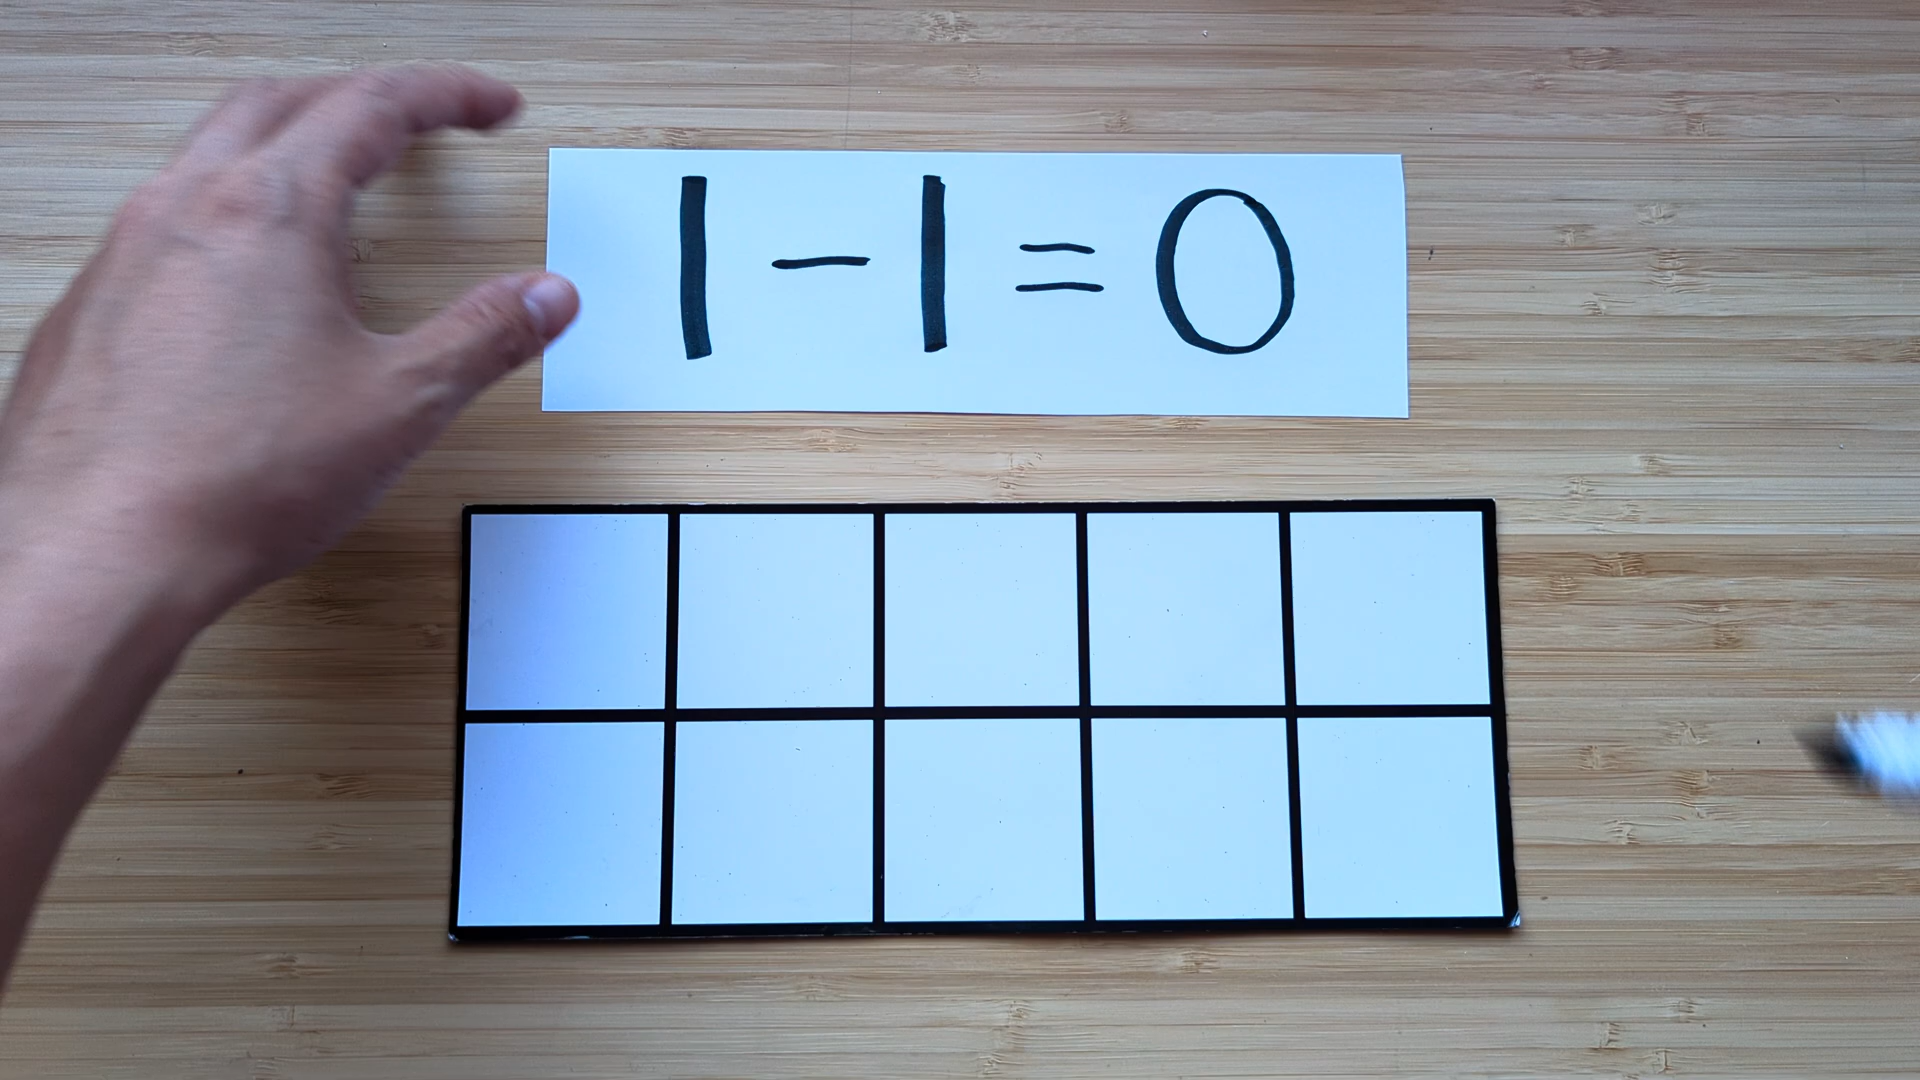 1 - 1 = 0